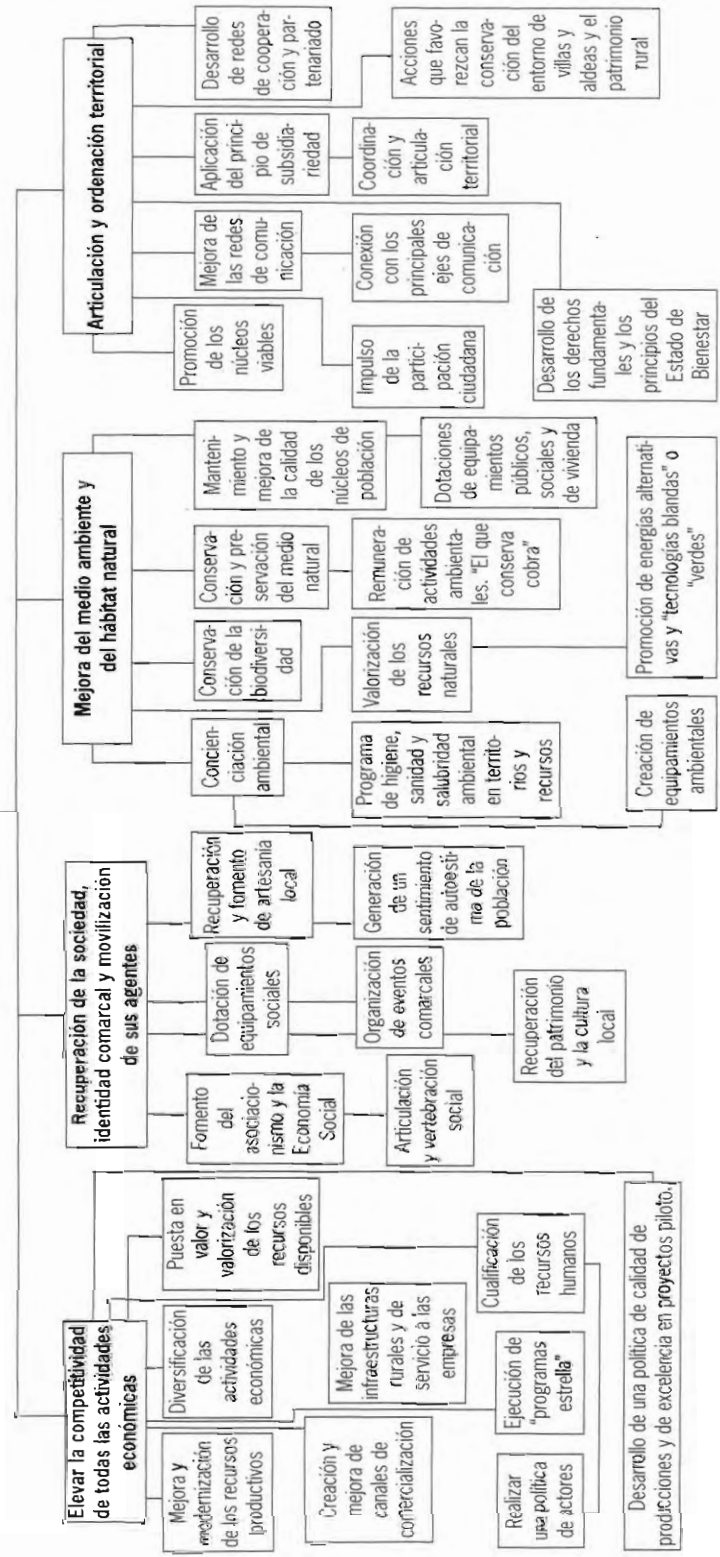 Elevar la competitividad
de todas las actividades
económicas
Mejora y
modernización
de los recursos
productivos
Diversificación
de las
actividades
económicas
Puesta en
valor y
valorización
de los
recursos
disponibles
Creación y
mejora de
canales de
comercialización
Mejora de las
infraestructuras
rurales y de
servicio à las
empresas
Realizar
una política
de actores
Ejecución de
"programas
estrella"
Cualificación
de los
recursos
humanos
Desarrollo de una política de calidad de
producciones y de excelencia en proyectos piloto.
Recuperación de la sociedad,
identidad comarcal y movilización
de sus agentes
Fomento
del
asociacio-
nismo y la
Economía
Social
Dotación de
equipamientos
sociales
Recuperación
y fomento
de artesanía
local
Articulación
y vertebración
social
Organización
de eventos
comarcales
Generación
de un
sentimiento
de autoesti-
ma de la
población
Recuperación
del patrimonio
y la cultura
local
Mejora del medio ambiente y
del hábitat natural
Concien-
ciación
ambiental
Conserva-
ción de la
biodiversi-
dad
Conserva-
ción y pre-
servación
del medio
natural
Manteni-
miento y
mejora de
la calidad
de los
núcleos de
población
Programa
de higiene,
sanidad y
salubridad
ambiental
en territo-
rios y
recursos
Valorización
de los
recursos
naturales
Remunera-
ción de
actividades
ambienta-
les. "El que
conserva
cobra"
Dotaciones
de equipa-
mientos
públicos,
sociales y
de vivienda
Creación de
equipamientos
ambientales
Promoción de energías alternati-
vas y "tecnologías blandas" o
"verdes"
Articulación y ordenación territorial
Promoción
de los
núcleos
viables
Mejora de
las redes
de comu-
nicación
Aplicación
del princi-
pio de
subsidia-
riedad
Desarrollo
de redes
de coopera-
ción y par-
tenariado
Impulso
de la
partici-
pación
ciudadana
Conexión
con los
principales
ejes de
comunica-
ción
Coordina-
ción y
articula-
ción
territorial
Acciones
que favo-
rezcan la
conserva-
ción del
entorno de
villas y
aldeas y el
patrimonio
rural
Desarrollo de
los derechos
fundamenta-
les y los
principios del
Estado de
Bienestar